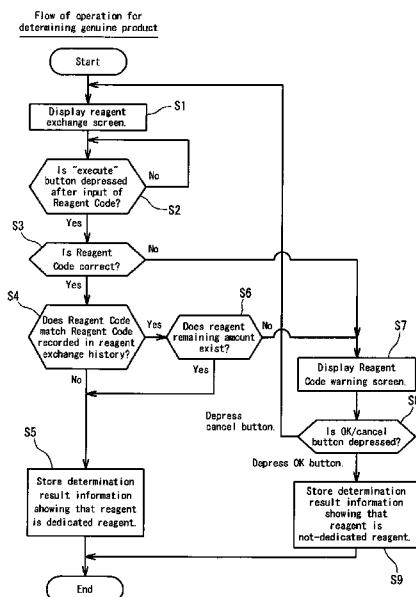 Flow of operation for
determining genuine product
Start
S1
Display reagent
exchange screen.
Is "execute"
button depressed
after input of
Reagent Code?
No
S2
Yes
S3
Is Reagent
Code correct?
No
Yes
S4
Does Reagent Code
match Reagent Code
recorded in reagent
exchange history?
Yes
No
S6
Does reagent
remaining amount
exist?
No
Yes
S7
Display Reagent
Code warning screen.
Is OK/cancel
button depressed?
Depress
cancel button.
Depress OK button.
S5
Store determination
result information
showing that reagent
is dedicated reagent.
Store determination
result information
showing that
reagent is
not-dedicated reagent.
S9
End